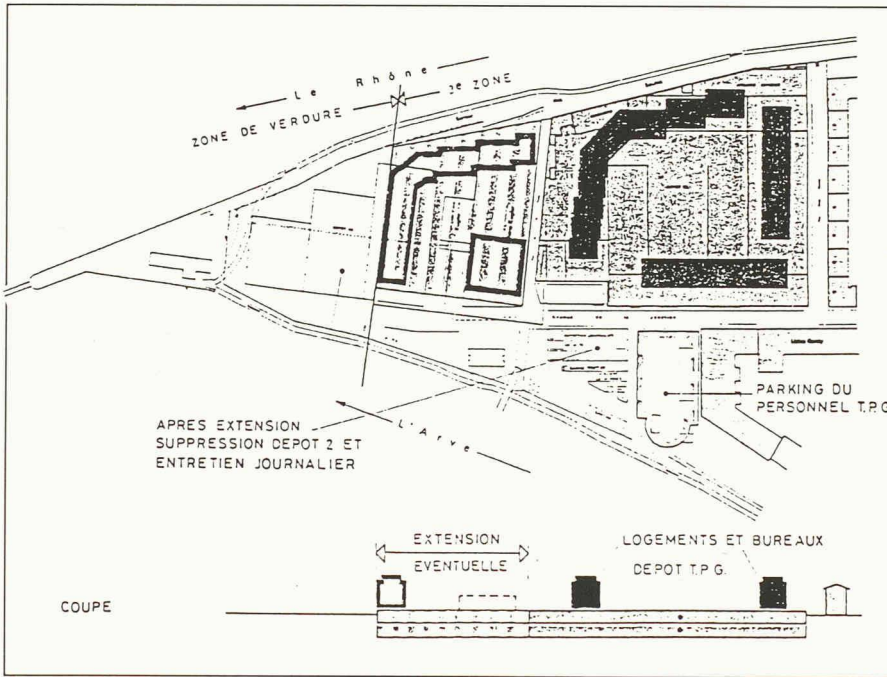 Le Rhône
ZONE DE VERDURE
3e ZONE
PARKING DU
PERSONNEL T.P.G.
APRES EXTENSION
SUPPRESSION DEPOT 2 ET
ENTRETIEN JOURNALIER
L'Arve
EXTENSION
EVENTUELLE
LOGEMENTS ET BUREAUX
DEPOT T.P.G.
COUPE